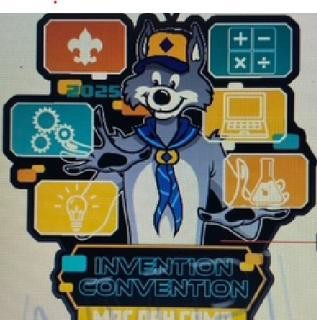 2025
+ −
× ÷
INVENTION
CONVENTION